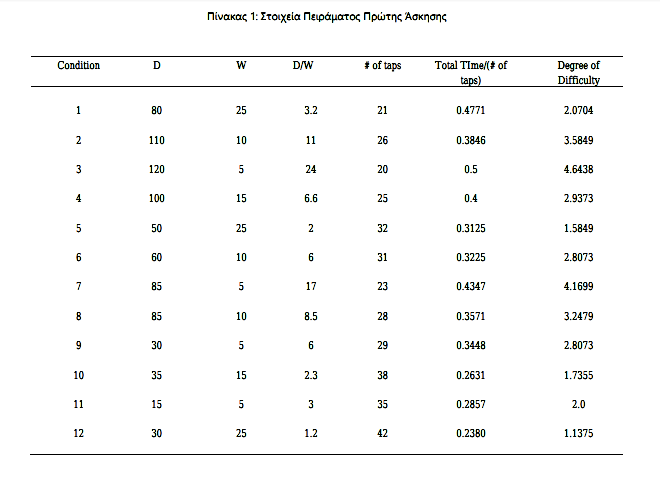 Πίνακας 1: Στοιχεία Πειράματος Πρώτης Άσκησης
Condition D W D/W # of taps Total TIme/(# of taps) Degree of Difficulty
1 80 25 3.2 21 0.4771 2.0704
2 110 10 11 26 0.3846 3.5849
3 120 5 24 20 0.5 4.6438
4 100 15 6.6 25 0.4 2.9373
5 50 25 2 32 0.3125 1.5849
6 60 10 6 31 0.3225 2.8073
7 85 5 17 23 0.4347 4.1699
8 85 10 8.5 28 0.3571 3.2479
9 30 5 6 29 0.3448 2.8073
10 35 15 2.3 38 0.2631 1.7355
11 15 5 3 35 0.2857 2.0
12 30 25 1.2 42 0.2380 1.1375